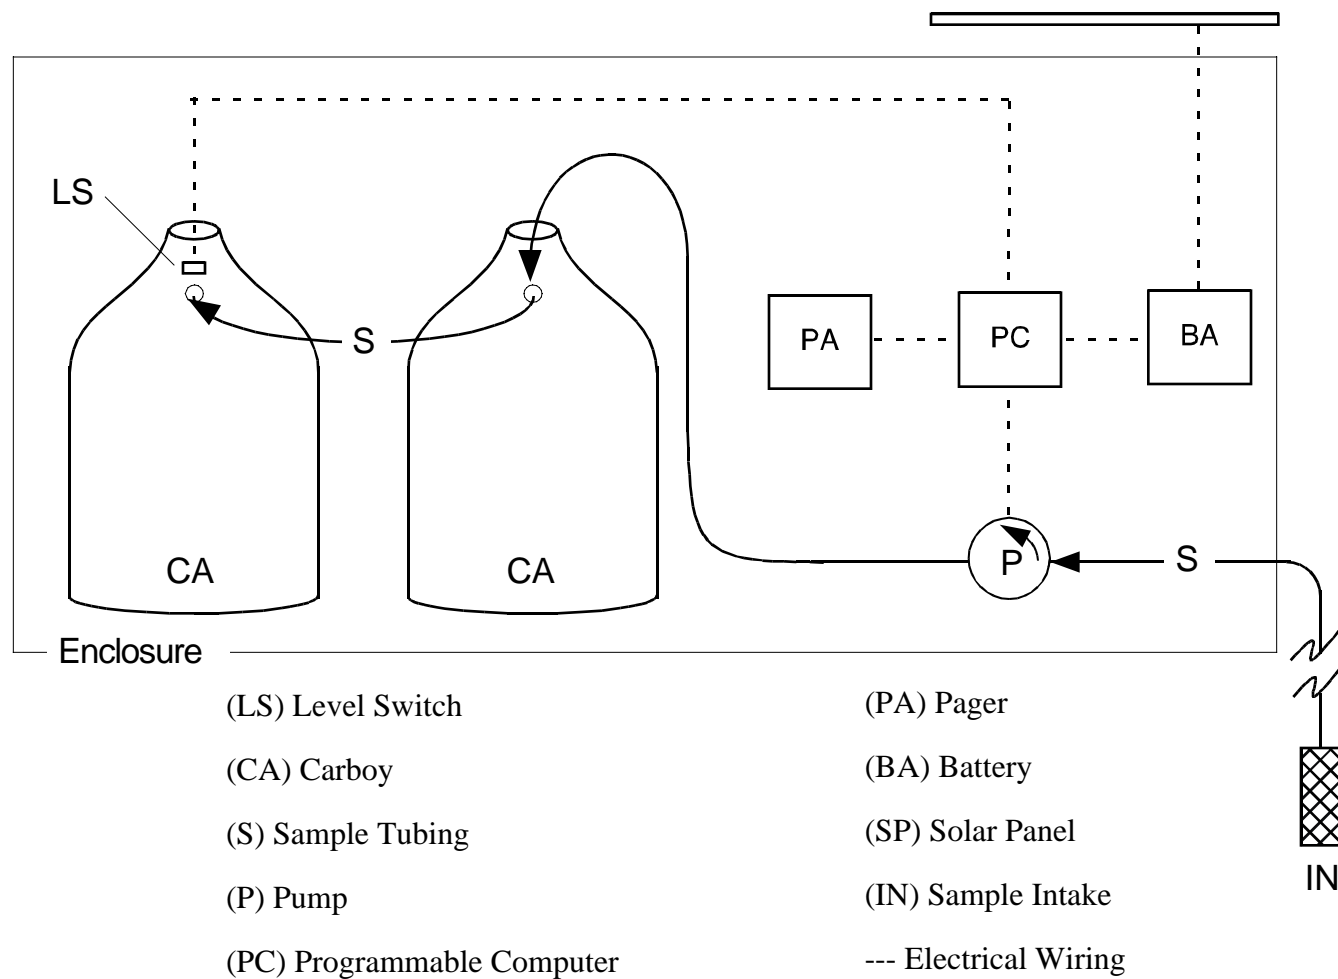 LS
S
PA
PC
BA
CA
CA
P
S
Enclosure
IN
(LS) Level Switch
(CA) Carboy
(S) Sample Tubing
(P) Pump
(PC) Programmable Computer
(PA) Pager
(BA) Battery
(SP) Solar Panel
(IN) Sample Intake
--- Electrical Wiring